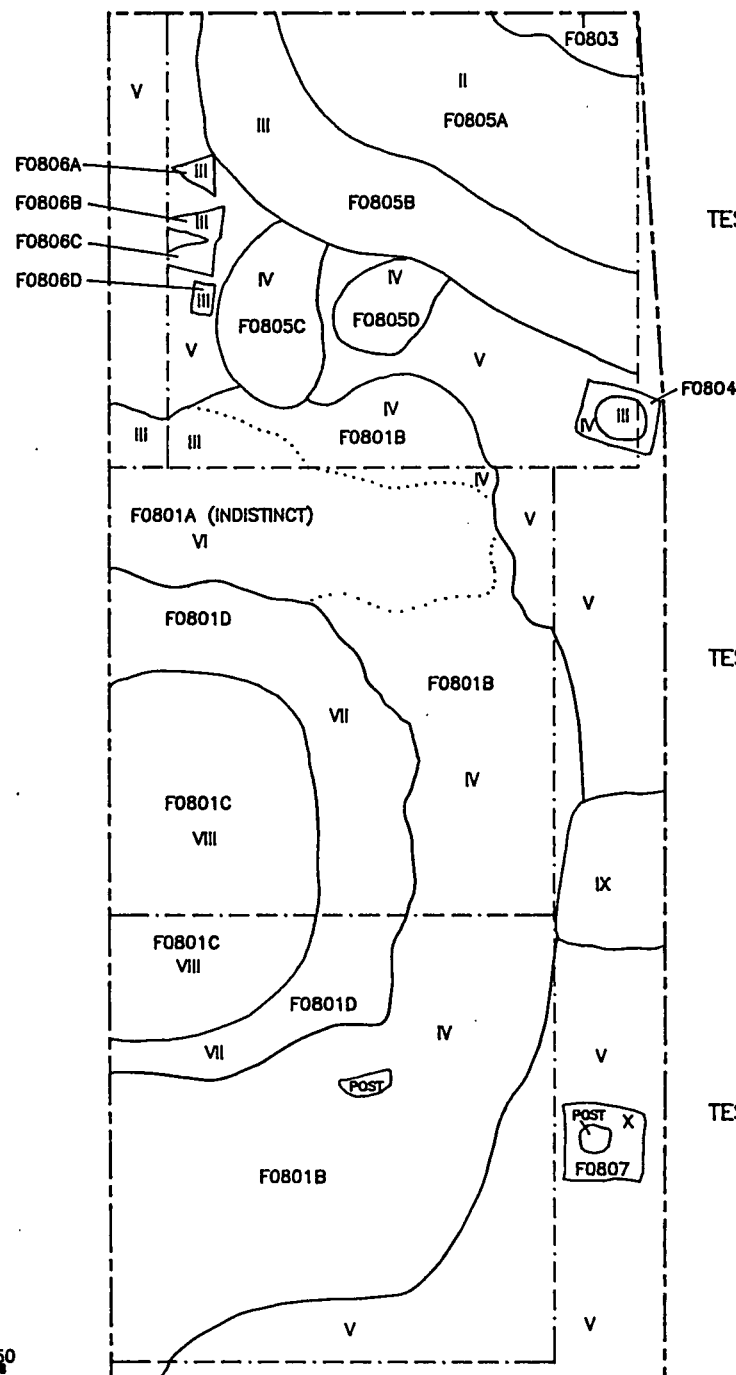 F0803
V
II
F0805A
III
F0806A
III
F0806B
III
F0805B
F0806C
IV
IV
F0806D
III
F0805C
F0805D
V
V
F0804
IV
III
IV
F0801B
III
III
IV
F0801A (INDISTINCT)
V
VI
V
F0801D
F0801B
VII
IV
F0801C
VIII
IX
F0801C
VIII
F0801D
IV
VII
V
POST
POST
X
F0807
F0801B
V
V
TES
TES
TES